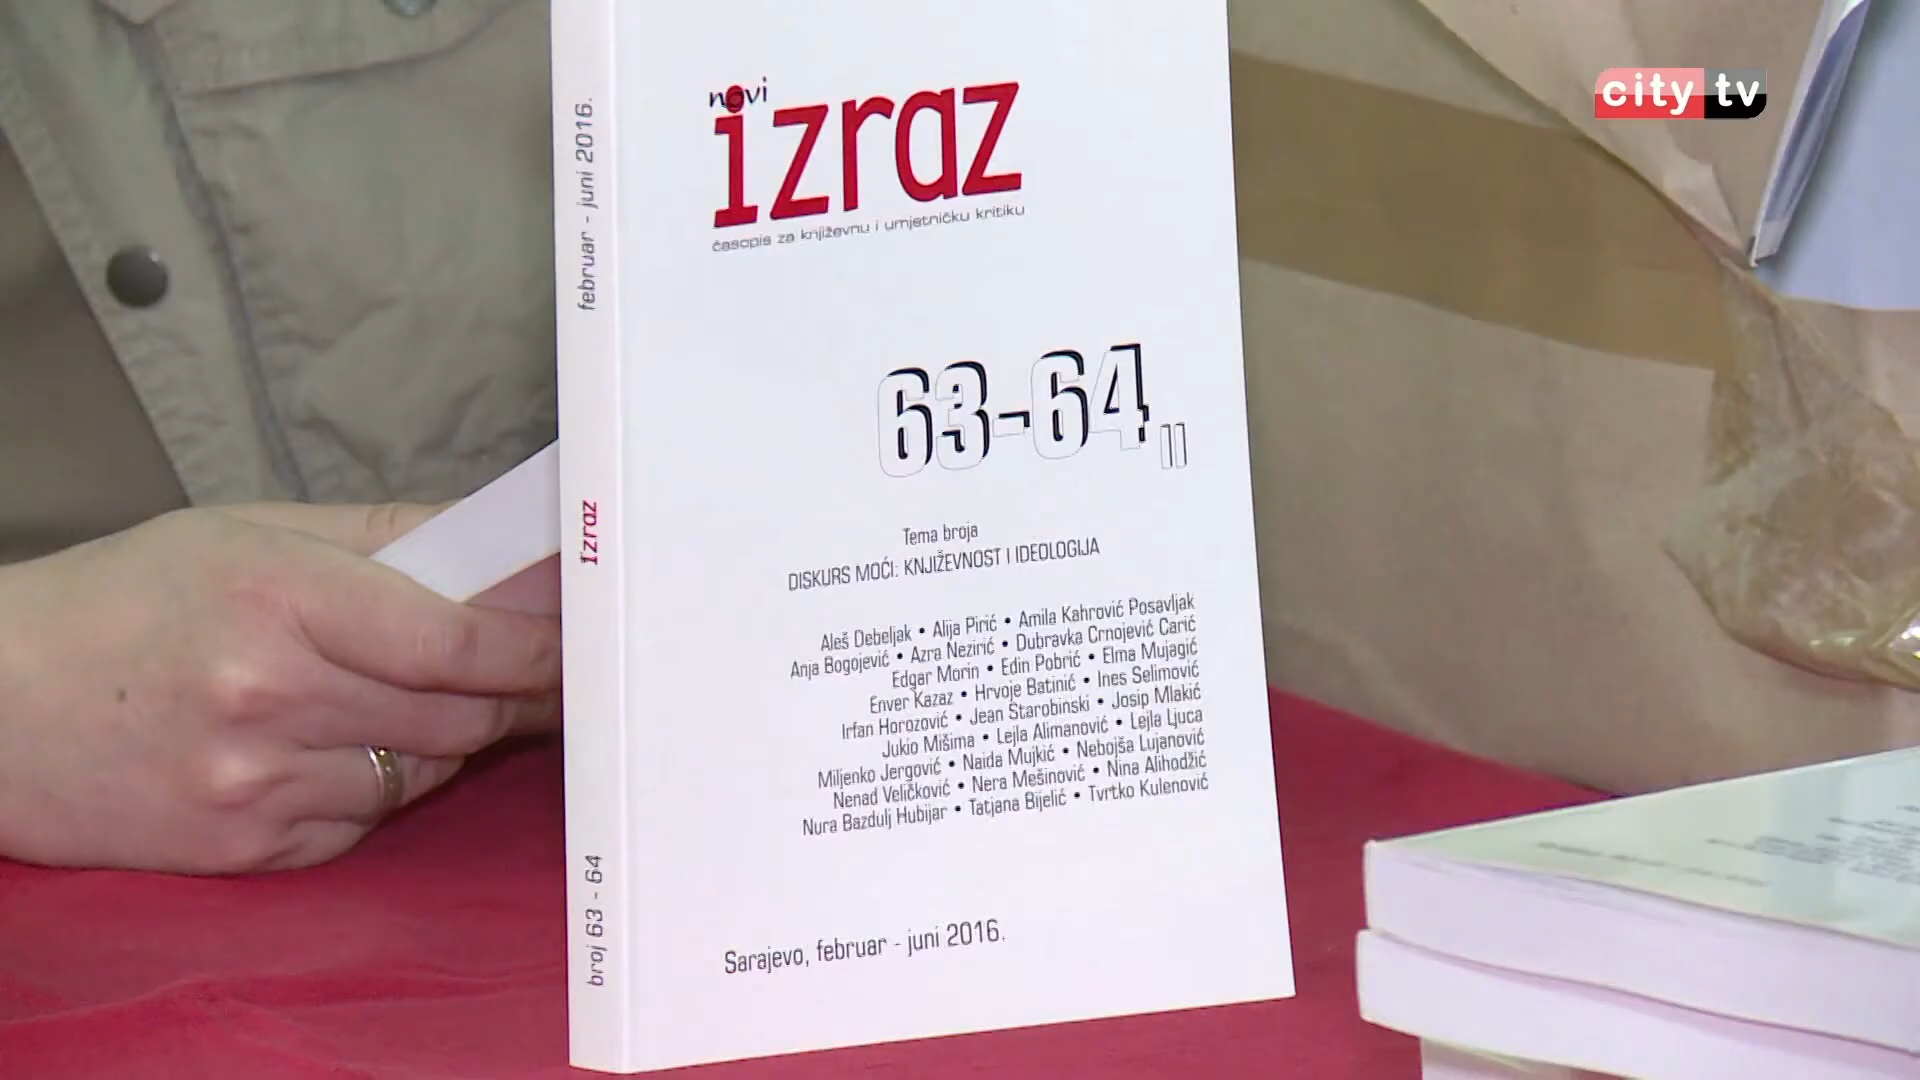 city tv
novi
izraz
časopis za književnu i umjetničku kritiku
63-64
II
Tema broja
DISKURS MOĆI: KNJIŽEVNOST I IDEOLOGIJA
Aleš Debeljak • Alija Pirić • Amila Kahrović Posavljak
Anja Bogojević • Azra Nezirić • Dubravka Crnojević Carić
Edgar Morin • Edin Pobrić • Elma Mujagić
Enver Kazaz • Hrvoje Batinić • Ines Selimović
Irfan Horozović • Jean Starobinski • Josip Mlakić
Jukio Mišima • Lejla Alimanović • Lejla Ljuca
Miljenko Jergović • Naida Mujkić • Nebojša Lujanović
Nenad Veličković • Nera Mešinović • Nina Alihodžić
Nura Bazdulj Hubijar • Tatjana Bijelić • Tvrtko Kulenović
Sarajevo, februar - juni 2016.
februar - juni 2016.
Izraz
broj 63 - 64